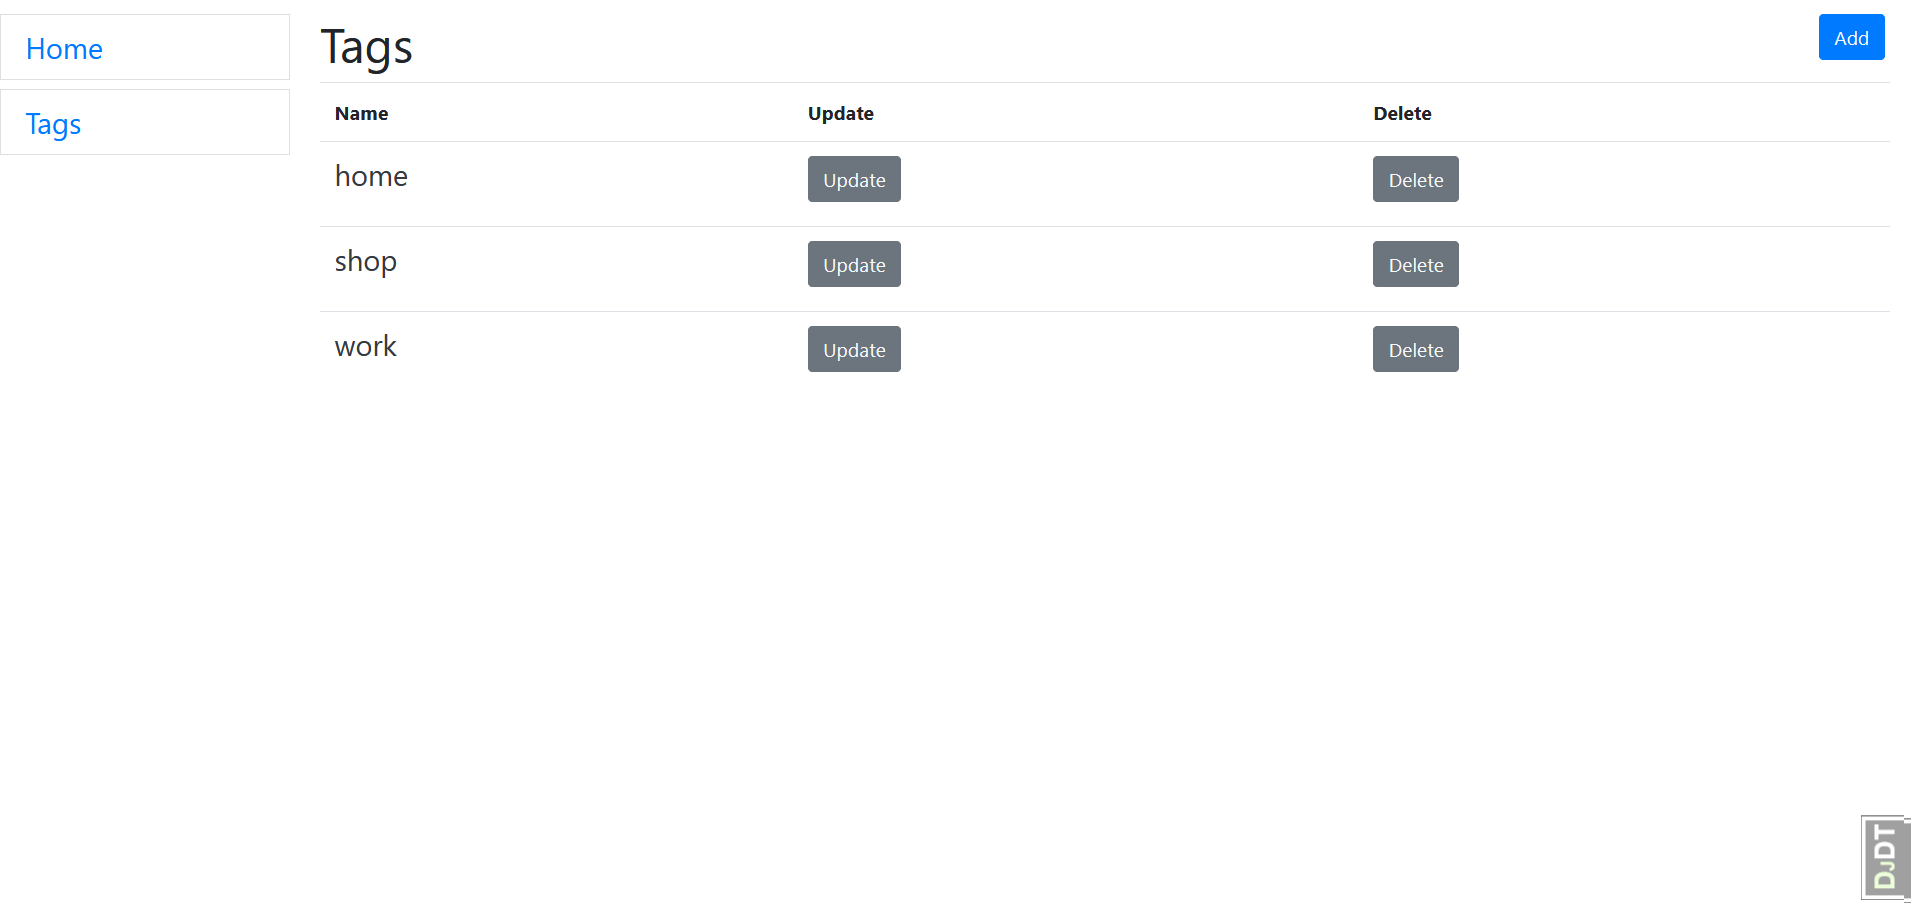 Home
Tags
Tags
Add
Name Update Delete
home Update Delete
shop Update Delete
work Update Delete
DJDT